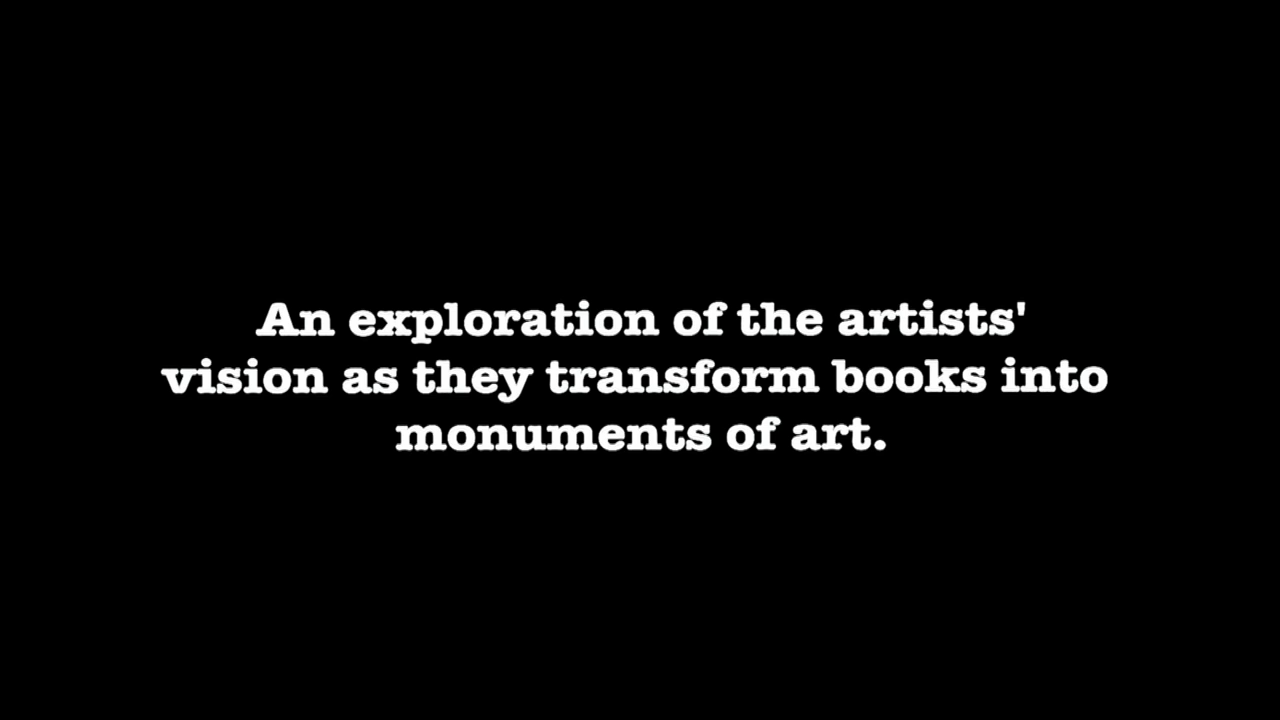 An exploration of the artists'
vision as they transform books into
monuments of art.